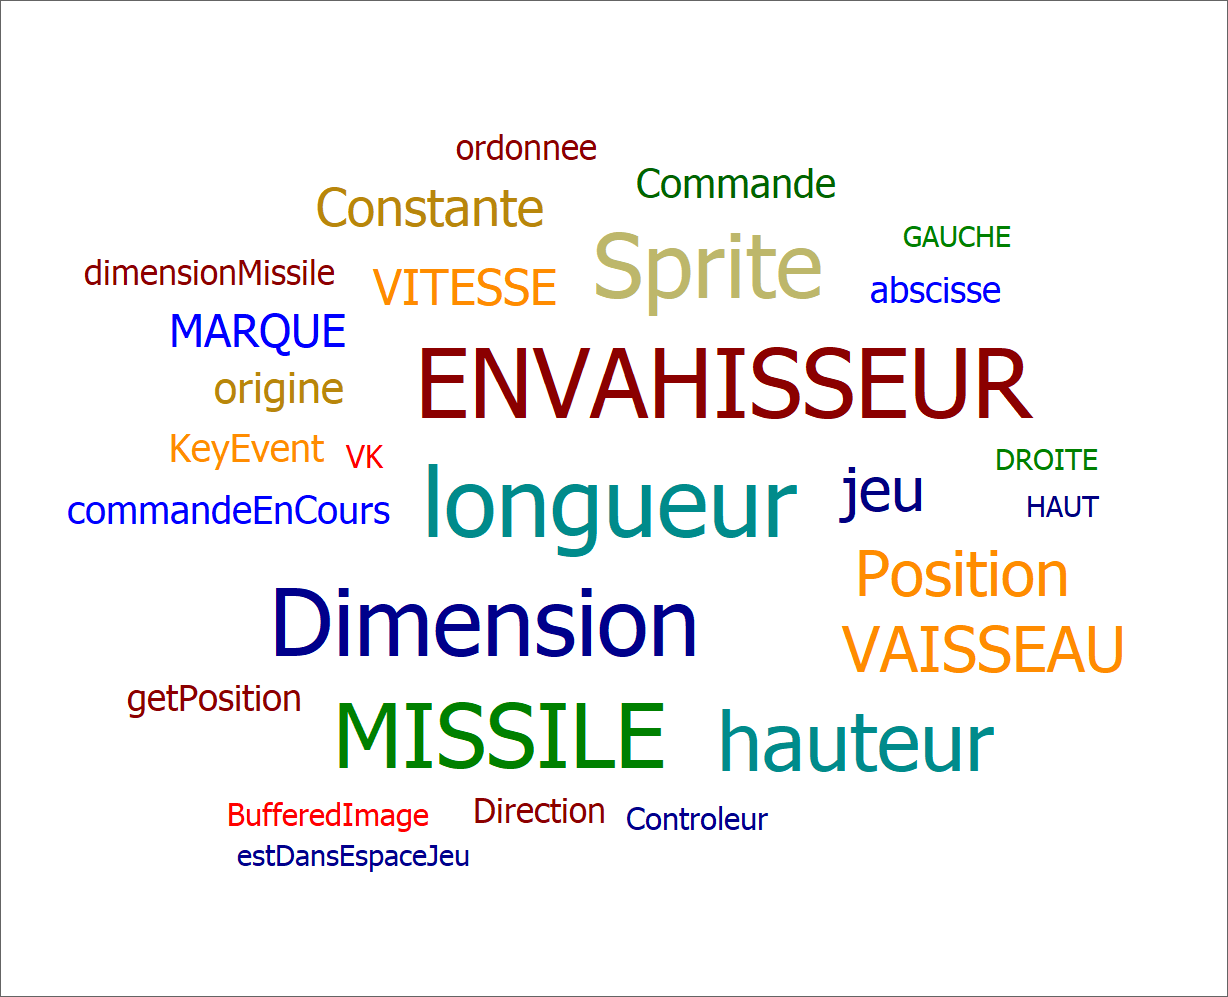 ordonnee
Commande
Constante
GAUCHE
Sprite
dimensionMissile
VITESSE
abscisse
MARQUE
ENVAHISSEUR
origine
KeyEvent
VK
DROITE
longueur
jeu
HAUT
commandeEnCours
Position
Dimension
VAISSEAU
getPosition
MISSILE
hauteur
BufferedImage
Direction
Controleur
estDansEspaceJeu